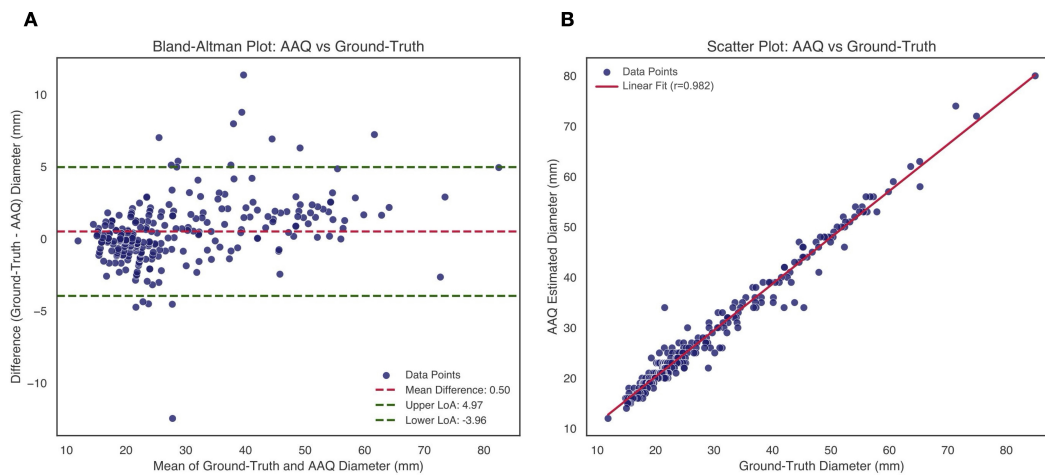 A
Bland-Altman Plot: AAQ vs Ground-Truth
Difference (Ground-Truth - AAQ) Diameter (mm)
10
5
0
−5
−10
Data Points
Mean Difference: 0.50
Upper LoA: 4.97
Lower LoA: -3.96
10 20 30 40 50 60 70 80
Mean of Ground-Truth and AAQ Diameter (mm)
B
Scatter Plot: AAQ vs Ground-Truth
AAQ Estimated Diameter (mm)
80
70
60
50
40
30
20
10
Data Points
Linear Fit (r=0.982)
10 20 30 40 50 60 70 80
Ground-Truth Diameter (mm)